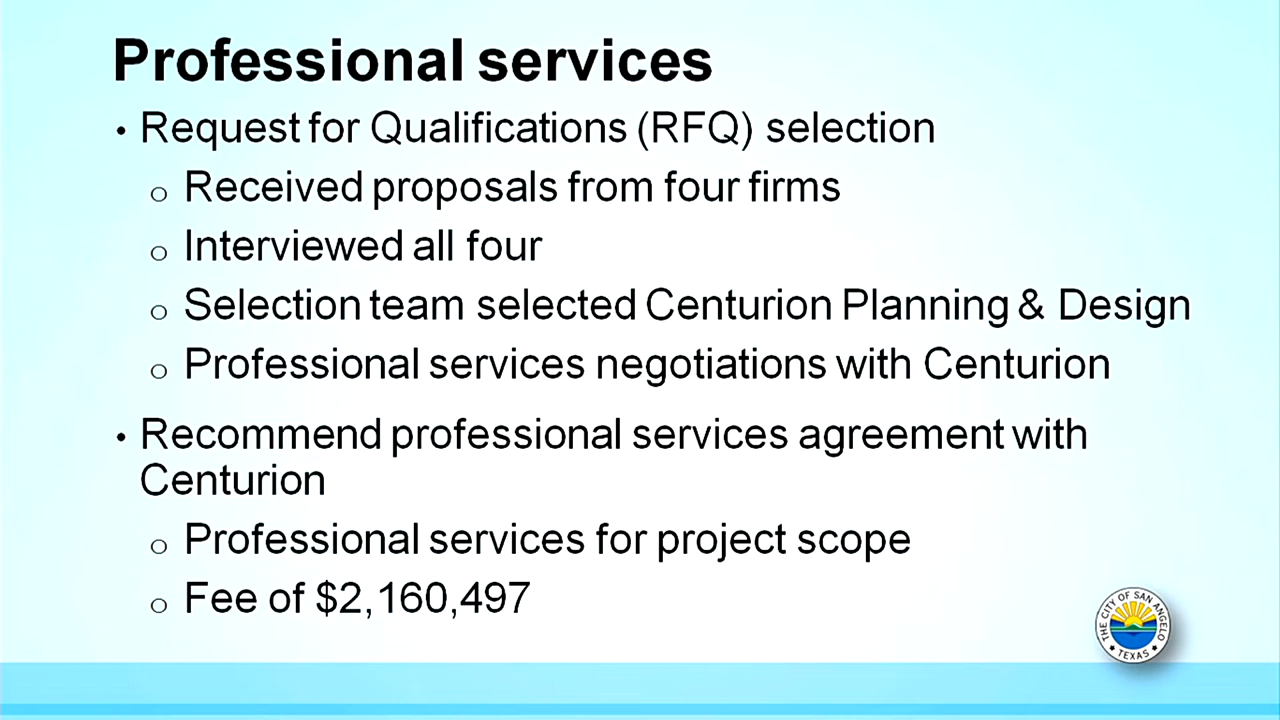 Professional services
• Request for Qualifications (RFQ) selection
o Received proposals from four firms
o Interviewed all four
o Selection team selected Centurion Planning & Design
o Professional services negotiations with Centurion
• Recommend professional services agreement with
Centurion
o Professional services for project scope
o Fee of $2,160,497
THE CITY OF SAN ANGELO
TEXAS